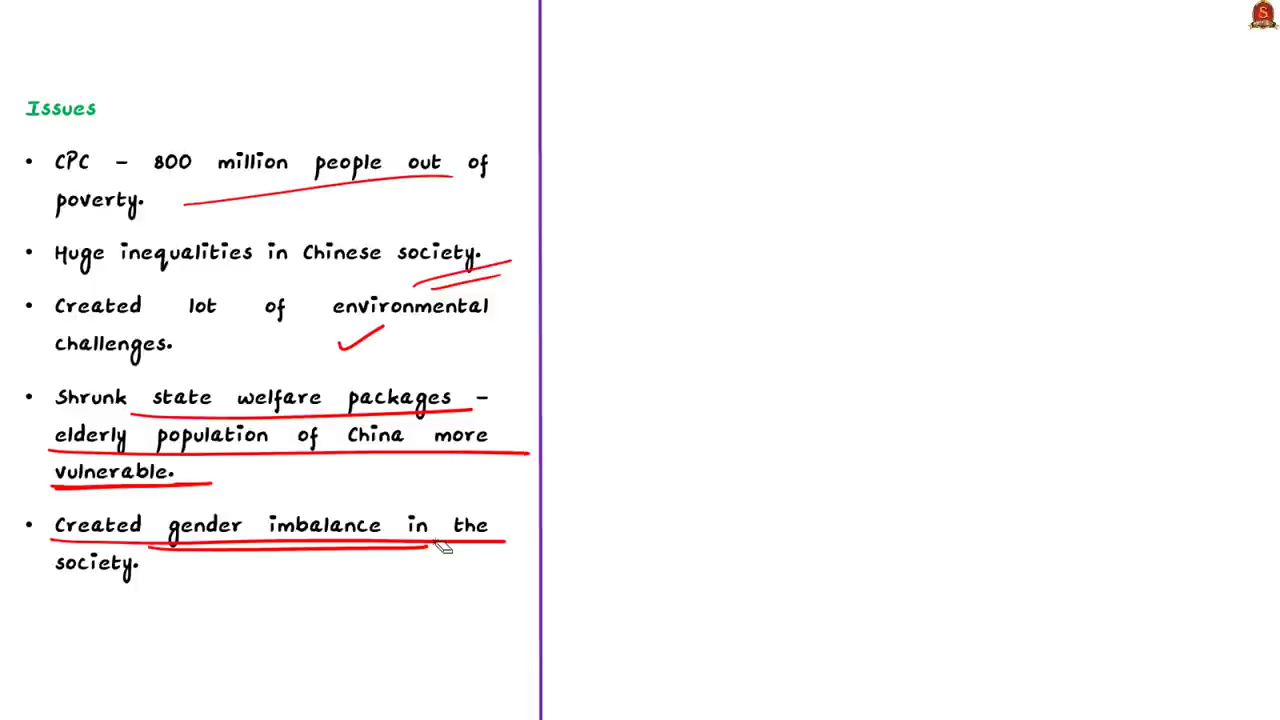 Issues
• CPC – 800 million people out of
poverty.
• Huge inequalities in Chinese society.
• Created lot of environmental
challenges.
• Shrunk state welfare packages –
elderly population of China more
vulnerable.
• Created gender imbalance in the
society.
S